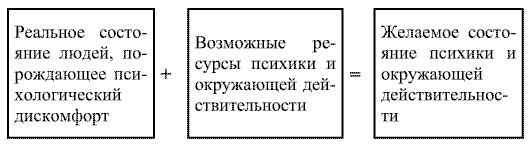 Реальное состо-
яние людей, по-
рождающее пси-
хологический
дискомфорт
+
Возможные ре-
сурсы психики и
окружающей дей-
ствительности
=
Желаемое состо-
яние психики и
окружающей
действительнос-
ти